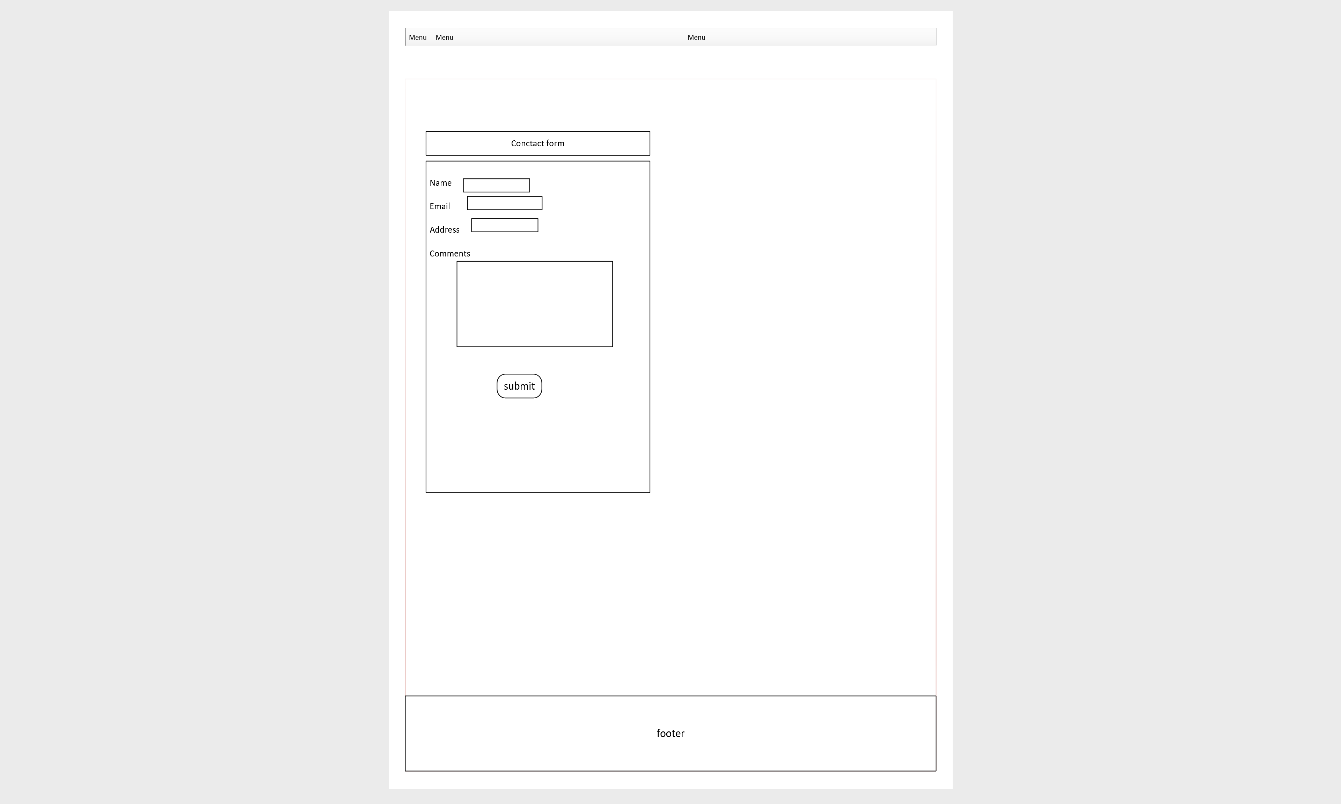 Menu Menu Menu
Conctact form
Name
Email
Address
Comments
submit
footer